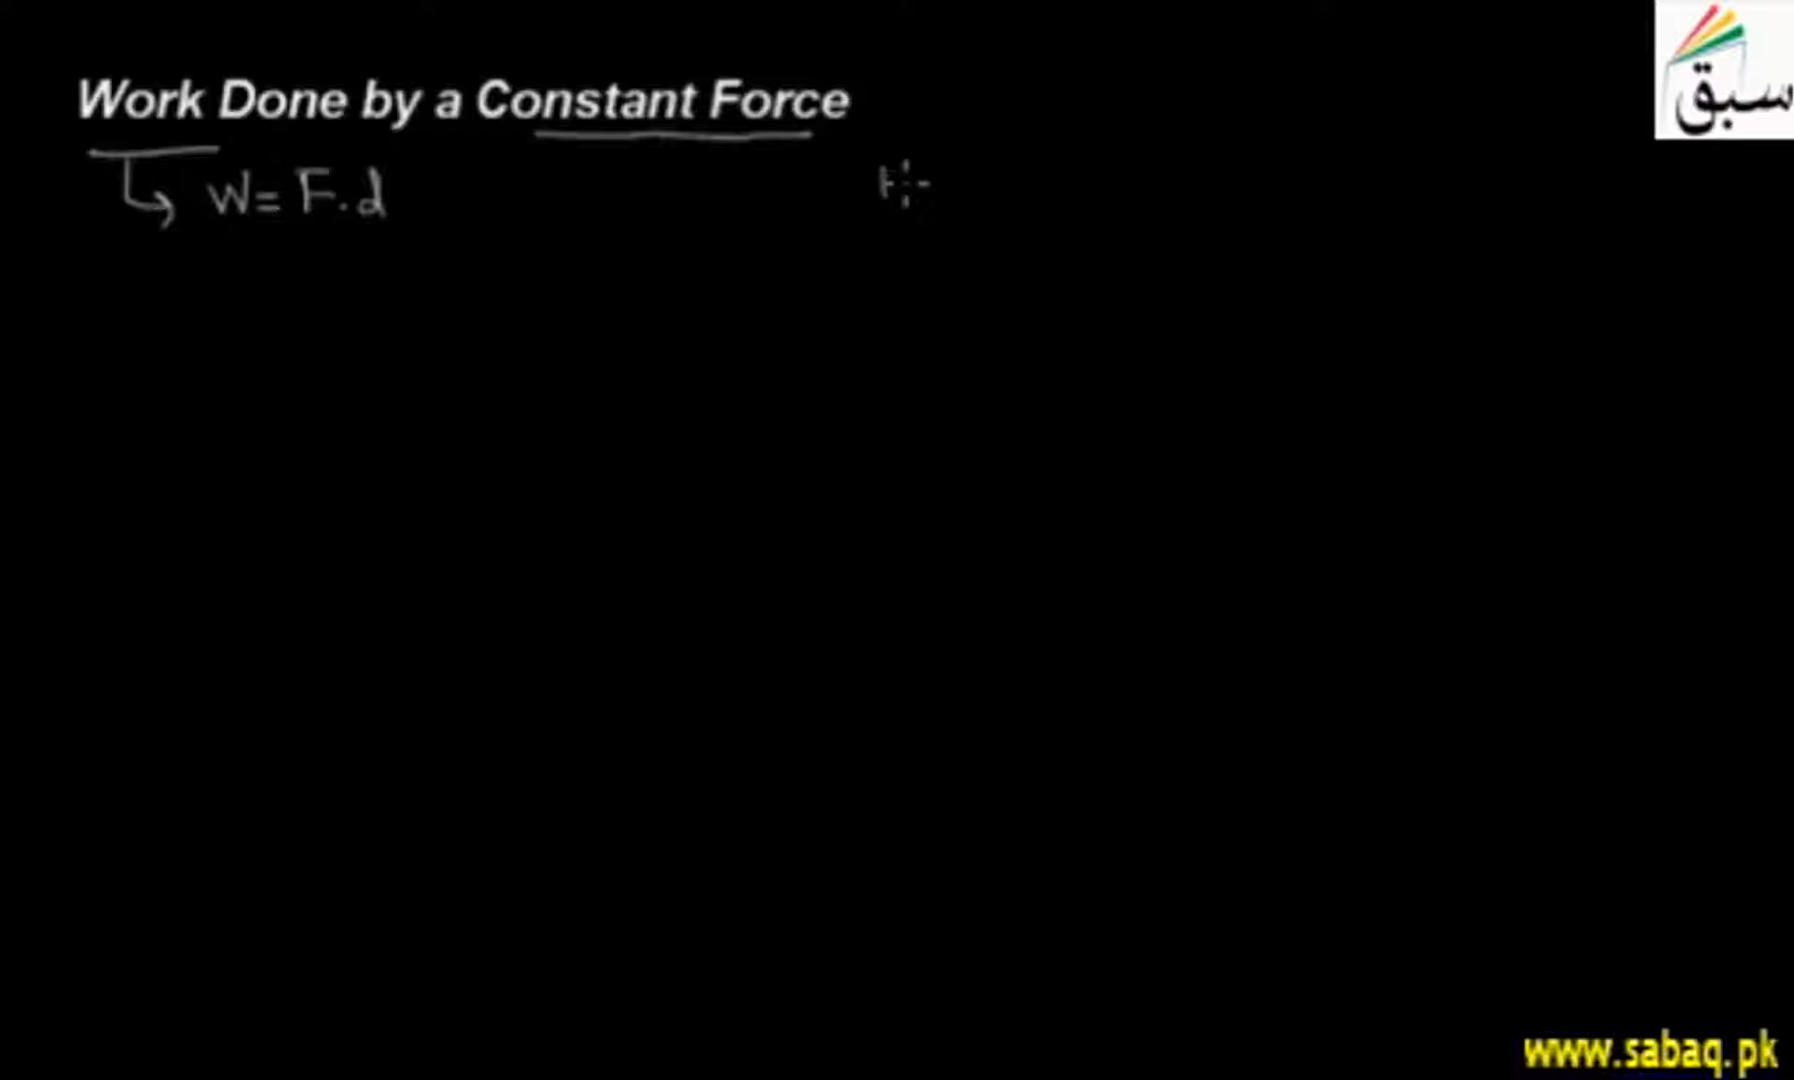 Work Done by a Constant Force
سبق
W = F.d
www.sabaq.pk